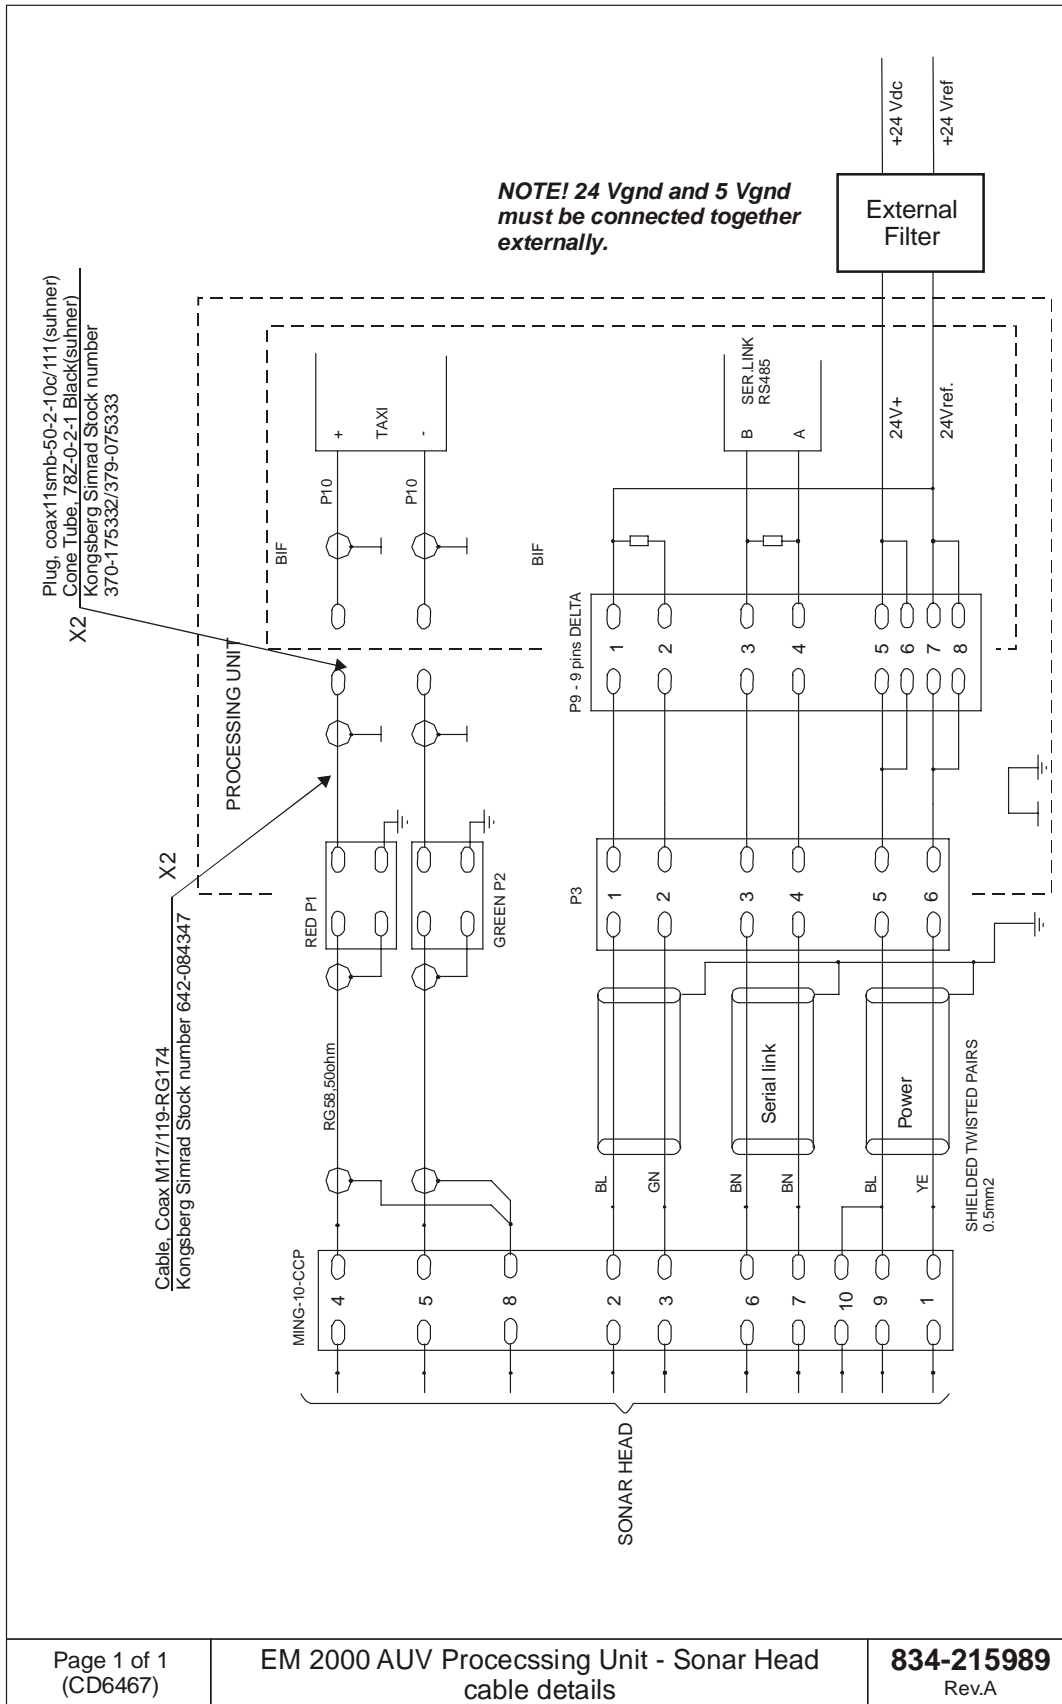 +24 Vdc
+24 Vref
NOTE! 24 Vgnd and 5 Vgnd
must be connected together
externally.
External
Filter
Plug, coax11smb-50-2-10c/111(suhner)
Cone Tube, 78Z-0-2-1 Black(suhner)
Kongsberg Simrad Stock number
370-175332/379-075333
X2
PROCESSING UNIT
+
TAXI
-
P10
P10
BIF
BIF
SER.LINK
RS485
B
A
24V+
24Vref.
P9 - 9 pins DELTA
1
2
3
4
5
6
7
8
X2
Cable, Coax M17/119-RG174
Kongsberg Simrad Stock number 642-084347
RED P1
GREEN P2
P3
1
2
3
4
5
6
RG58,50ohm
Serial link
Power
SHIELDED TWISTED PAIRS
0.5mm2
BL
GN
BN
BN
BL
YE
MING-10-CCP
4
5
8
2
3
6
7
10
9
1
SONAR HEAD
Page 1 of 1
(CD6467)
EM 2000 AUV Procecssing Unit - Sonar Head
cable details
834-215989
Rev.A